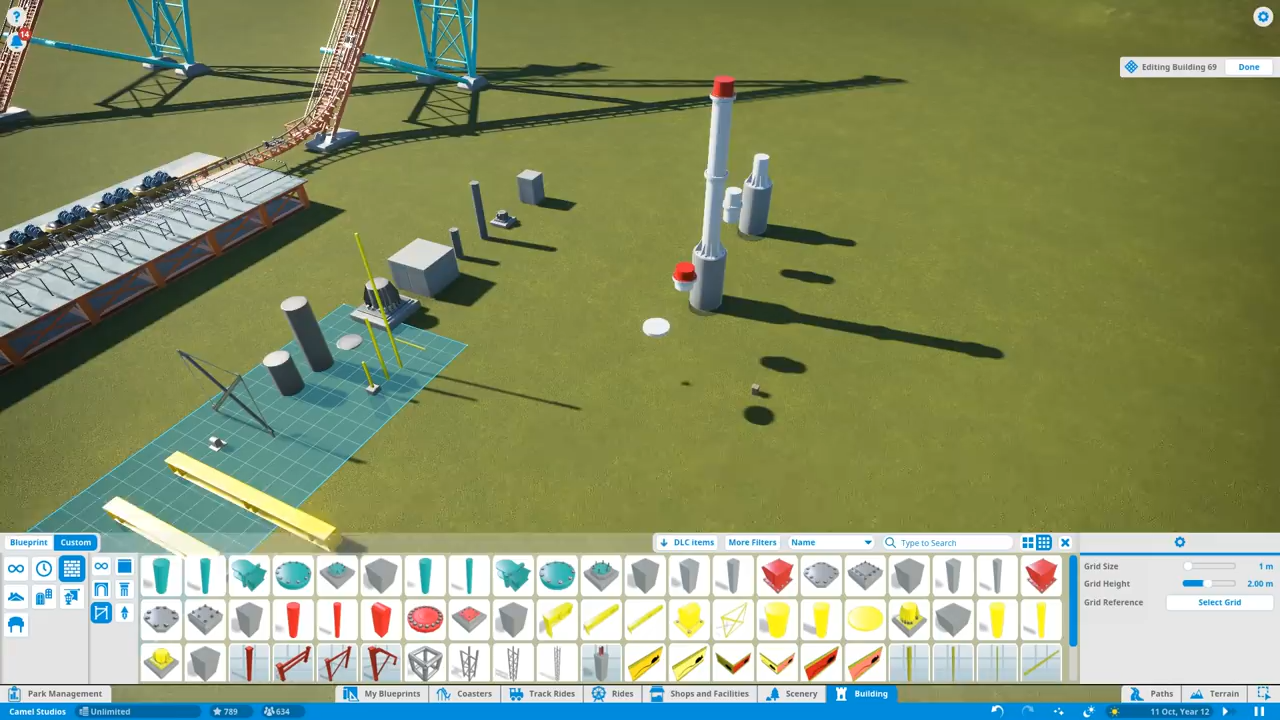 ?
14
Editing Building 69
Done
Blueprint
Custom
DLC items
More Filters
Name
Type to Search
Grid Size
1 m
Grid Height
2.00 m
Grid Reference
Select Grid
Park Management
My Blueprints
Coasters
Track Rides
Rides
Shops and Facilities
Scenery
Building
Paths
Terrain
Camel Studios
Unlimited
789
634
11 Oct, Year 12